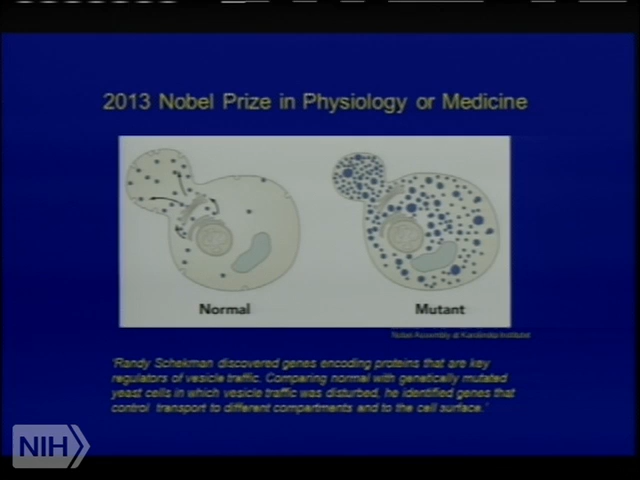 2013 Nobel Prize in Physiology or Medicine
Normal
Mutant
Nobel Assembly at Karolinska Institutet
'Randy Schekman discovered genes encoding proteins that are key
regulators of vesicle traffic. Comparing normal with genetically mutated
yeast cells in which vesicle traffic was disturbed, he identified genes that
control transport to different compartments and to the cell surface.'
NIH